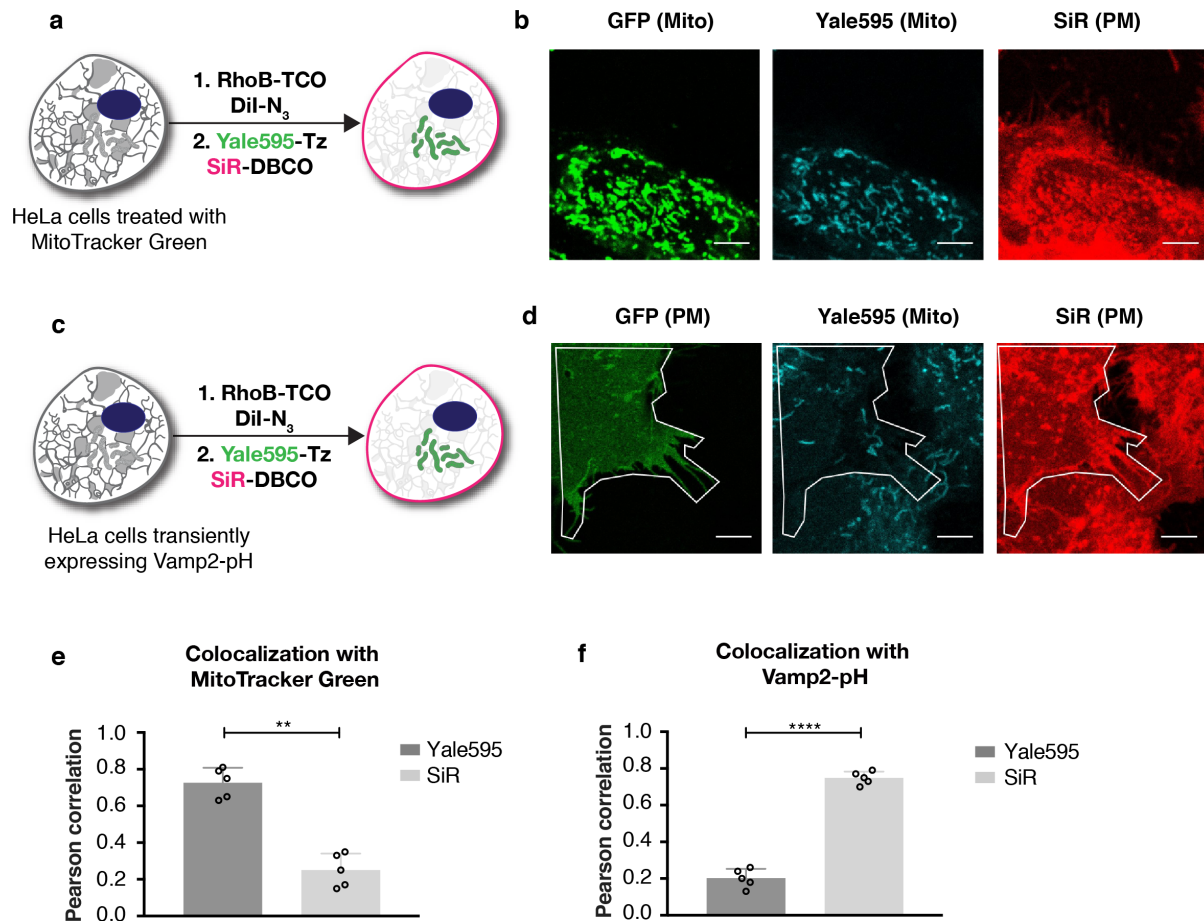 a
1. RhoB-TCO
DiI-N3
2. Yale595-Tz
SiR-DBCO
HeLa cells treated with
MitoTracker Green
b
GFP (Mito)
Yale595 (Mito)
SiR (PM)
c
1. RhoB-TCO
DiI-N3
2. Yale595-Tz
SiR-DBCO
HeLa cells transiently
expressing Vamp2-pH
d
GFP (PM)
Yale595 (Mito)
SiR (PM)
e
Colocalization with
MitoTracker Green
Pearson correlation
1.0
0.8
0.6
0.4
0.2
0.0
**
Yale595
SiR
f
Colocalization with
Vamp2-pH
Pearson correlation
1.0
0.8
0.6
0.4
0.2
0.0
****
Yale595
SiR